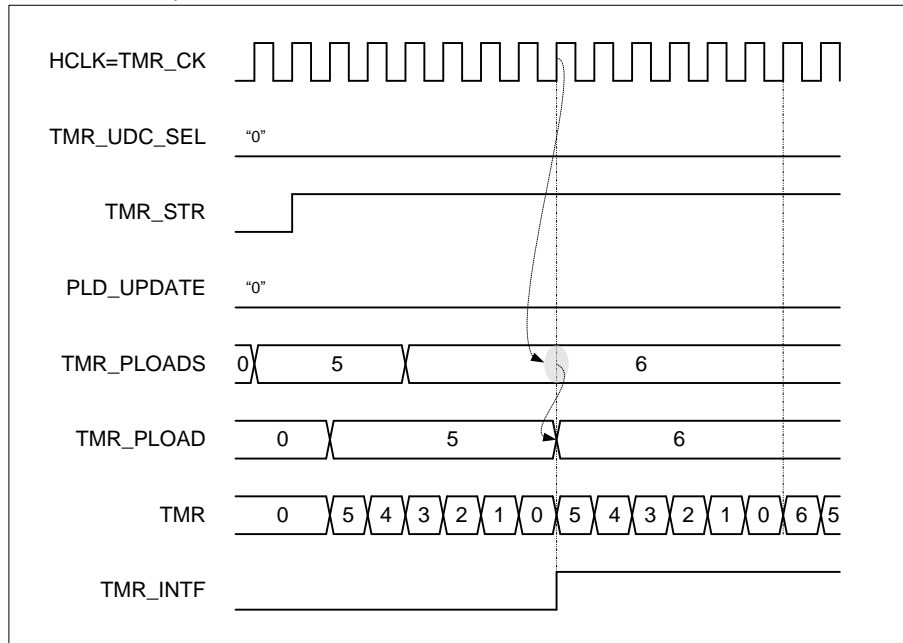 HCLK=TMR_CK
TMR_UDC_SEL “0”
TMR_STR
PLD_UPDATE “0”
TMR_PLOADS 0 5 6
TMR_PLOAD 0 5 6
TMR 0 5 4 3 2 1 0 5 4 3 2 1 0 6 5
TMR_INTF